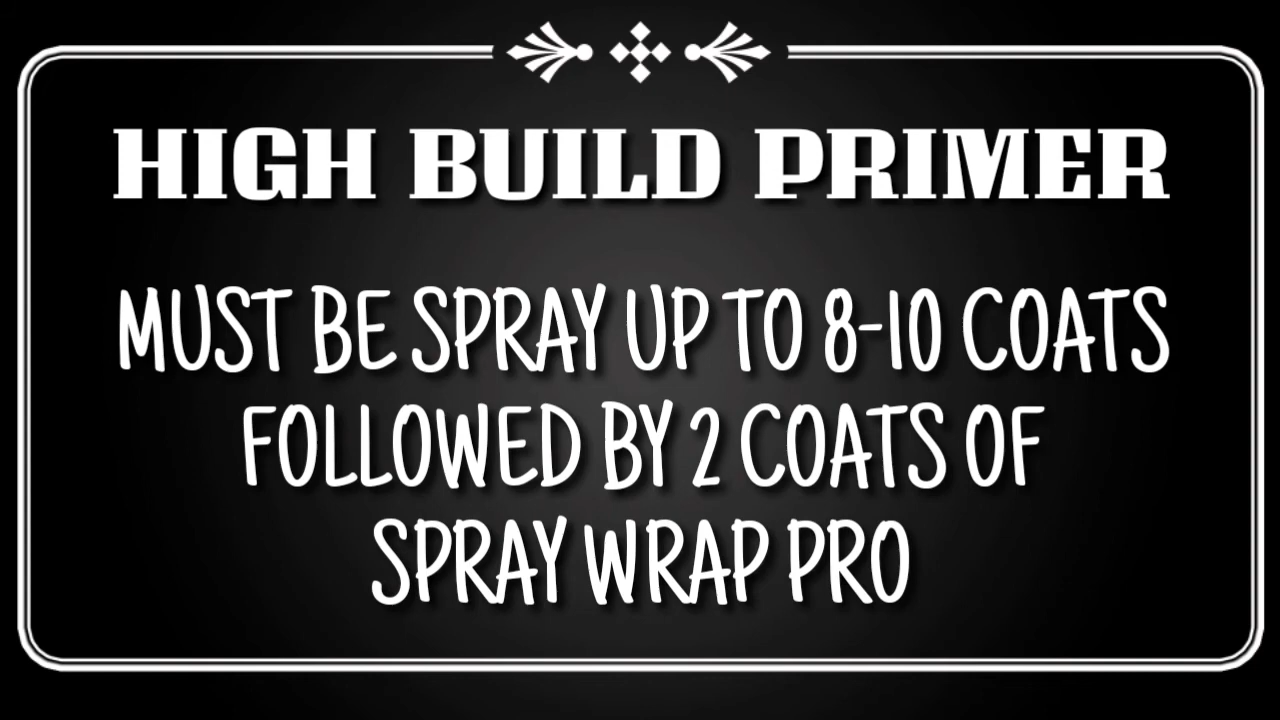 HIGH BUILD PRIMER
MUST BE SPRAY UP TO 8-10 COATS
FOLLOWED BY 2 COATS OF
SPRAY WRAP PRO